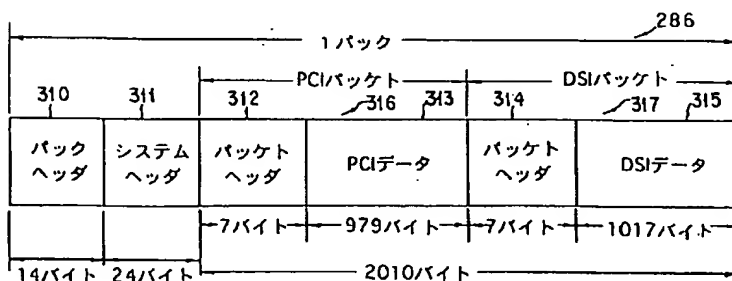 286
1パック
PCIパケット
DSIパケット
310
311
312
316
313
314
317
315
パック
ヘッダ
システム
ヘッダ
パケット
ヘッダ
PCIデータ
パケット
ヘッダ
DSIデータ
7バイト
979バイト
7バイト
1017バイト
14バイト
24バイト
2010バイト